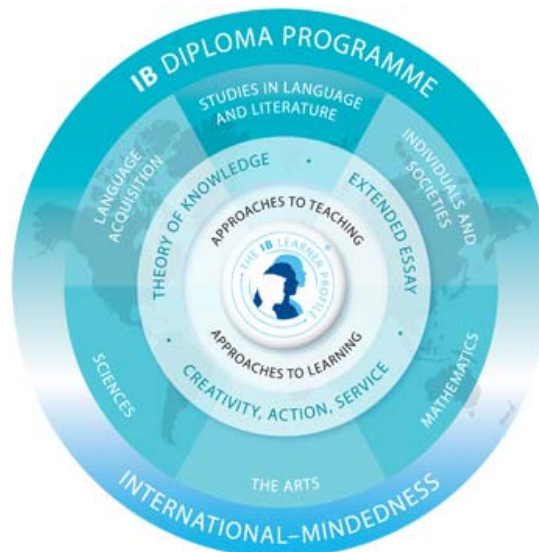 IB DIPLOMA PROGRAMME
STUDIES IN LANGUAGE
AND LITERATURE
LANGUAGE
ACQUISITION
INDIVIDUALS AND
SOCIETIES
THEORY OF KNOWLEDGE
·
EXTENDED ESSAY
APPROACHES TO TEACHING
· THE IB LEARNER PROFILE ·
®
APPROACHES TO LEARNING
·
CREATIVITY, ACTION, SERVICE
·
SCIENCES
MATHEMATICS
THE ARTS
INTERNATIONAL–MINDEDNESS